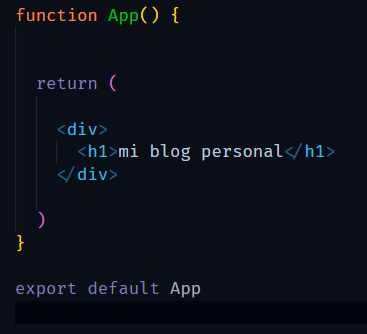 function App() {
return (
<div>
<h1>mi blog personal</h1>
</div>
)
}
export default App